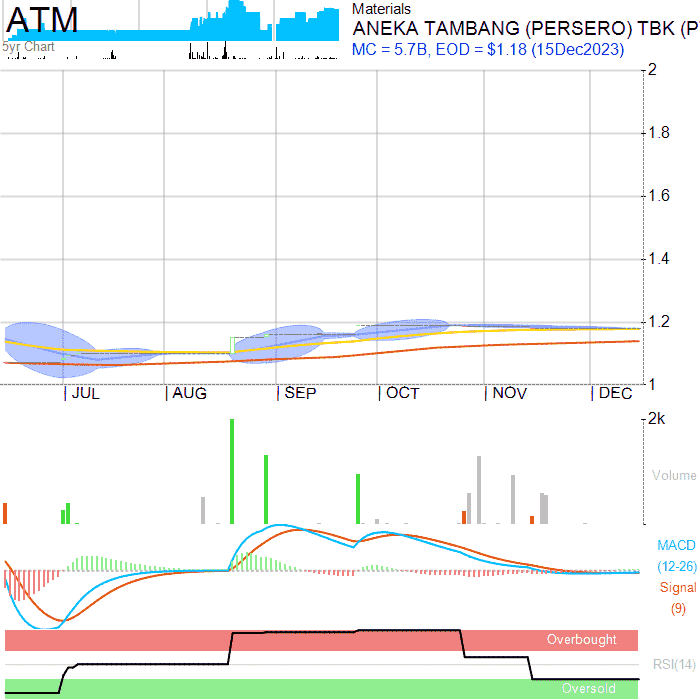 ATM
5yr Chart
Materials
ANEKA TAMBANG (PERSERO) TBK (P
MC = 5.7B, EOD = $1.18 (15Dec2023)
2
1.8
1.6
1.4
1.2
1
JUL AUG SEP OCT NOV DEC
2k
Volume
MACD
(12-26)
Signal
(9)
Overbought
RSI(14)
Oversold